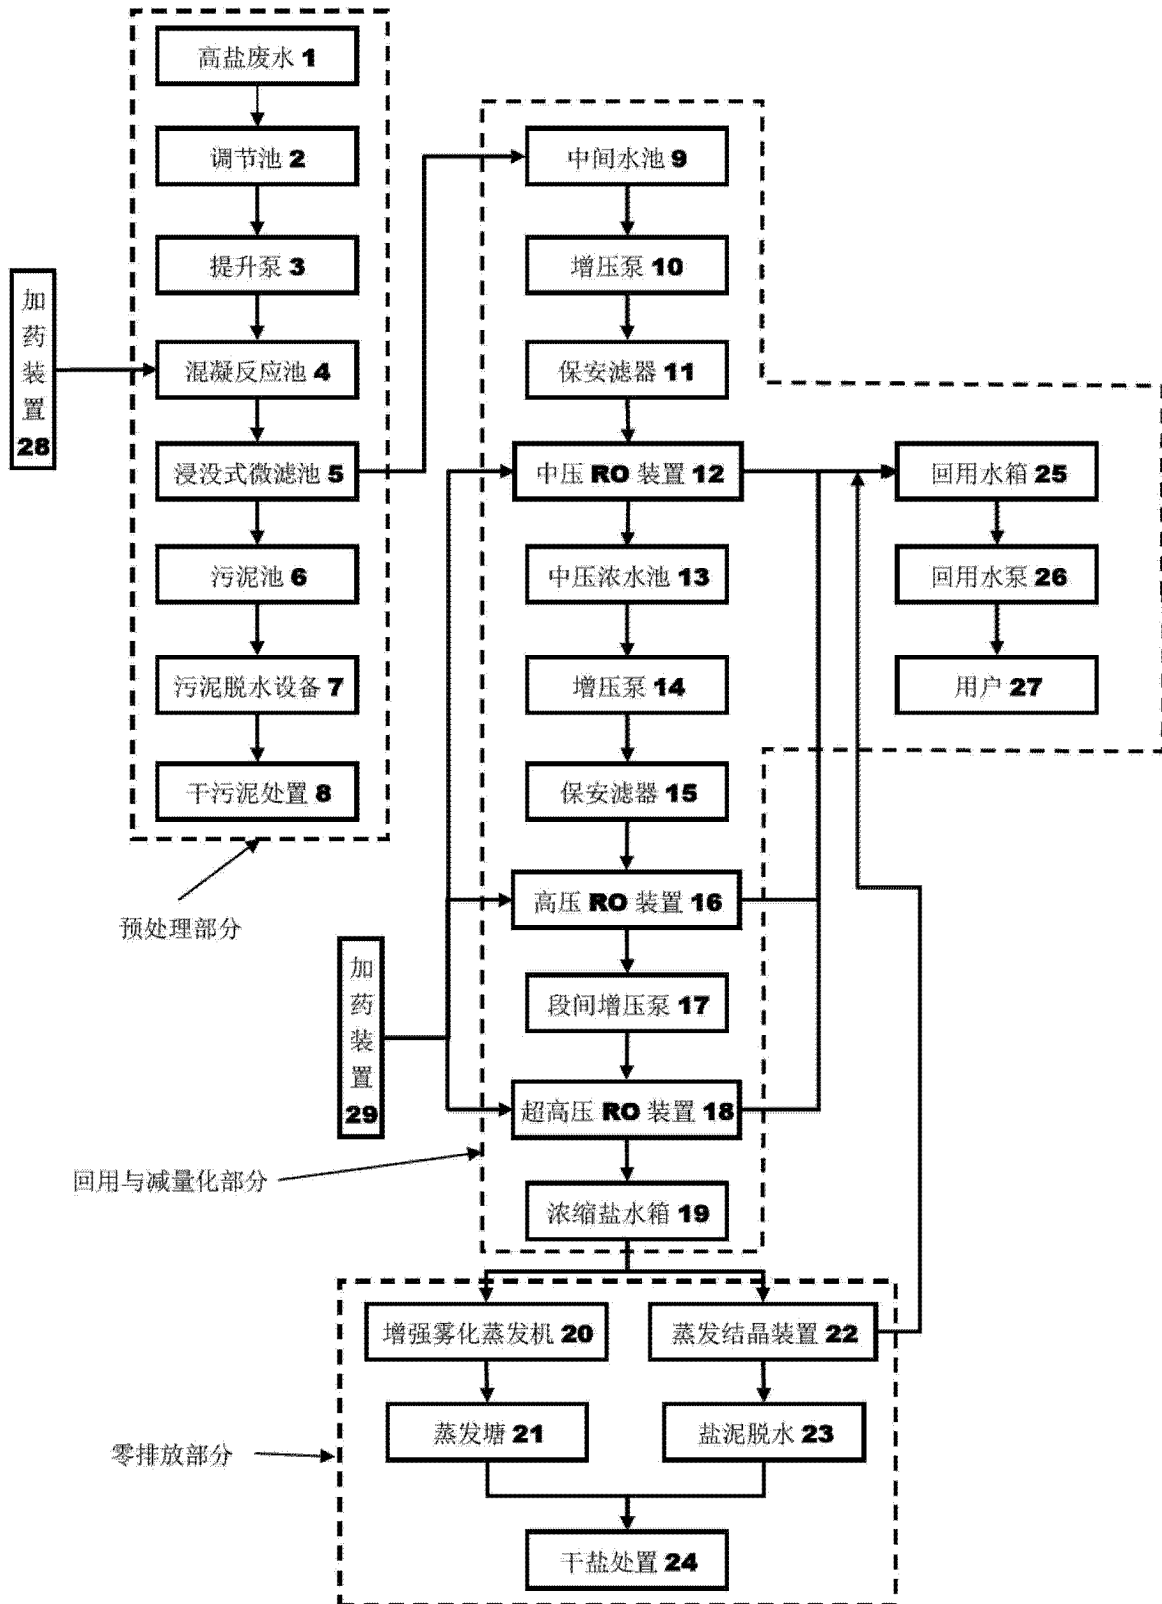 高盐废水 1
调节池 2
提升泵 3
加药装置 28
混凝反应池 4
浸没式微滤池 5
污泥池 6
污泥脱水设备 7
干污泥处置 8
预处理部分
中间水池 9
增压泵 10
保安滤器 11
中压 RO 装置 12
中压浓水池 13
增压泵 14
保安滤器 15
高压 RO 装置 16
段间增压泵 17
超高压 RO 装置 18
浓缩盐水箱 19
加药装置 29
回用与减量化部分
回用水箱 25
回用水泵 26
用户 27
增强雾化蒸发机 20
蒸发结晶装置 22
蒸发塘 21
盐泥脱水 23
零排放部分
干盐处置 24